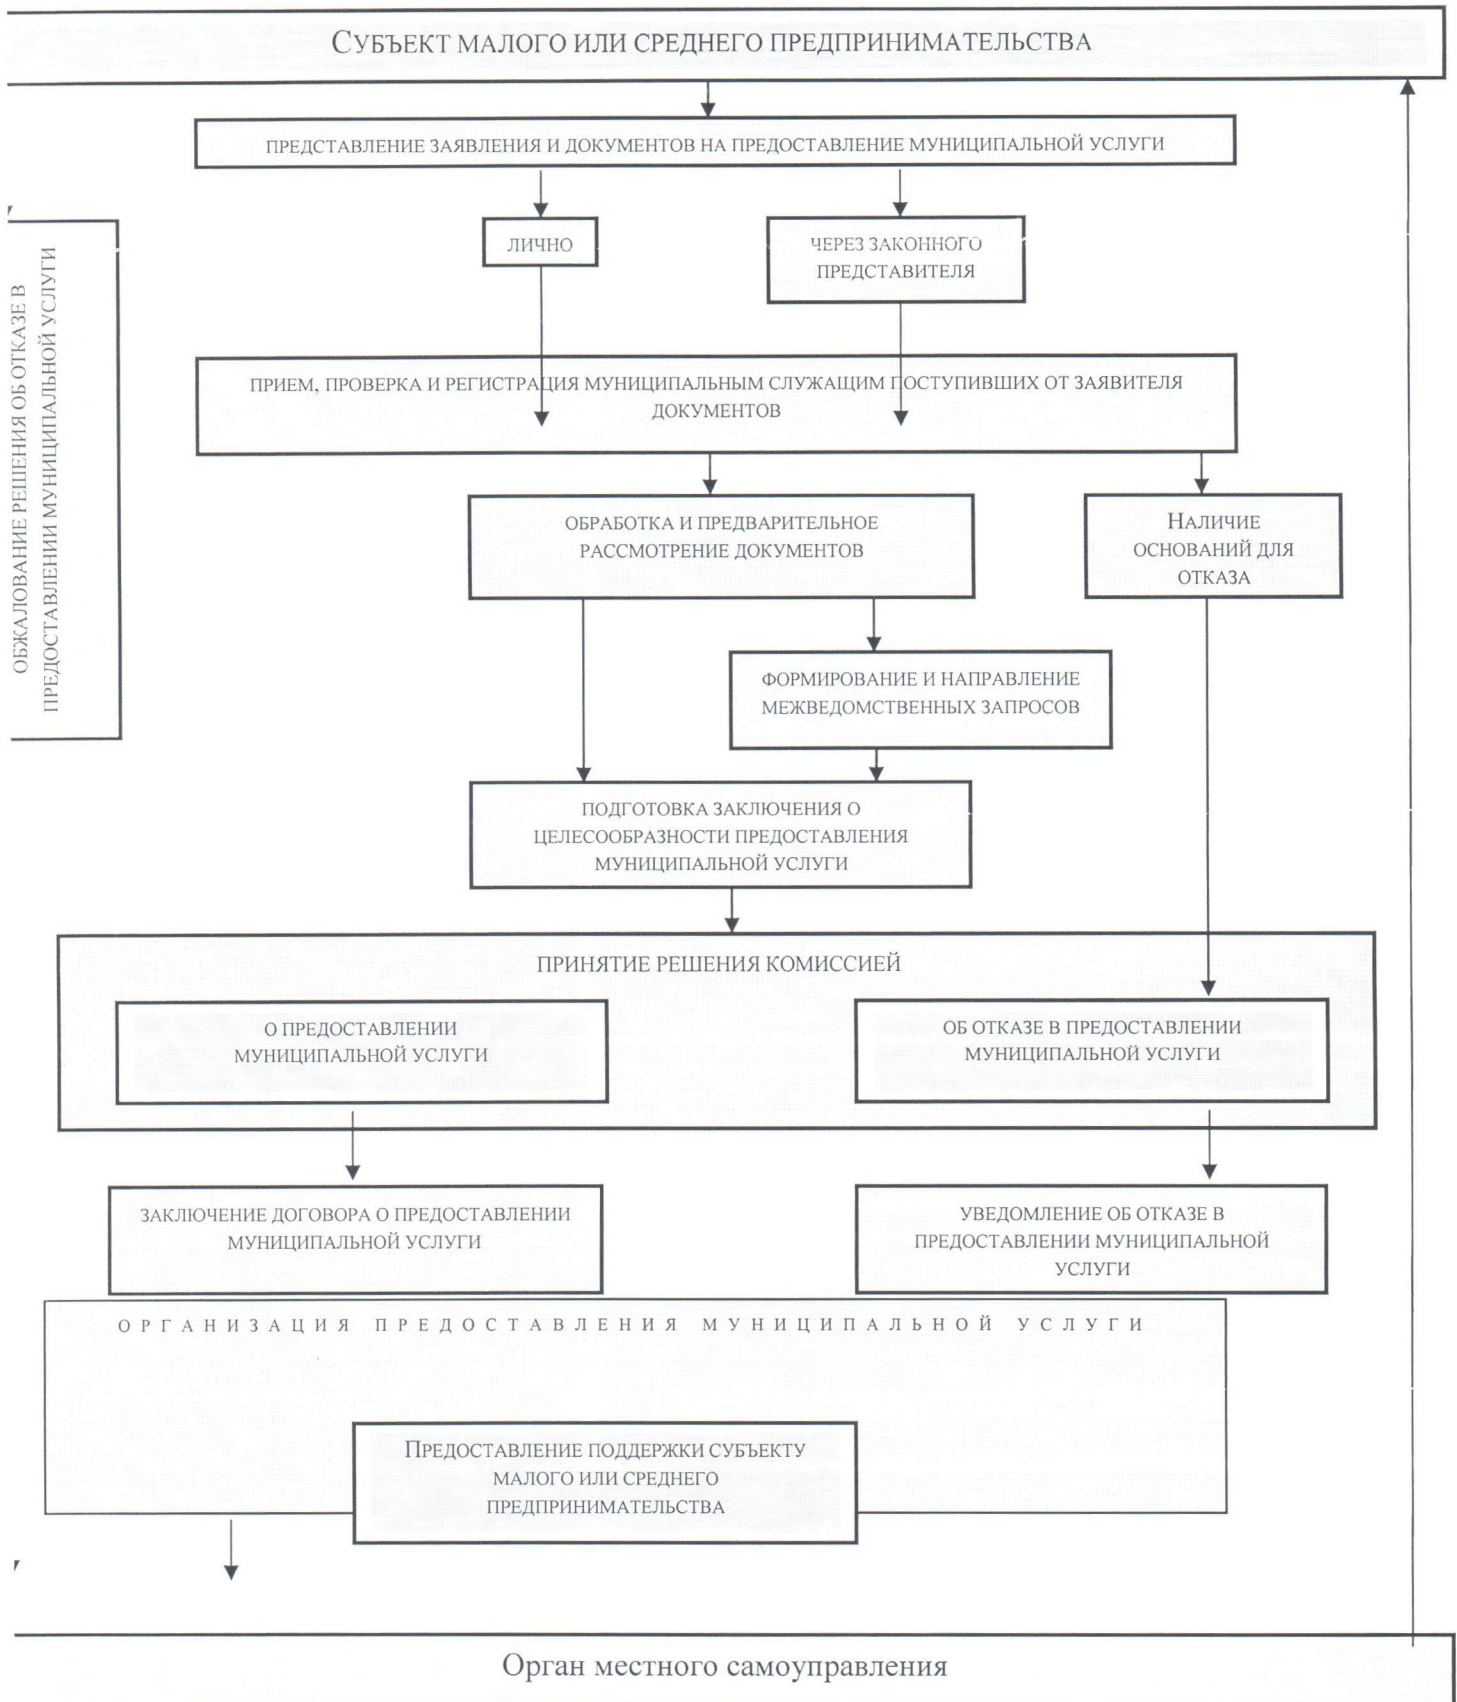 СУБЪЕКТ МАЛОГО ИЛИ СРЕДНЕГО ПРЕДПРИНИМАТЕЛЬСТВА
ПРЕДСТАВЛЕНИЕ ЗАЯВЛЕНИЯ И ДОКУМЕНТОВ НА ПРЕДОСТАВЛЕНИЕ МУНИЦИПАЛЬНОЙ УСЛУГИ
ЛИЧНО
ЧЕРЕЗ ЗАКОННОГО
ПРЕДСТАВИТЕЛЯ
ОБЖАЛОВАНИЕ РЕШЕНИЯ ОБ ОТКАЗЕ В
ПРЕДОСТАВЛЕНИИ МУНИЦИПАЛЬНОЙ УСЛУГИ
ПРИЕМ, ПРОВЕРКА И РЕГИСТРАЦИЯ МУНИЦИПАЛЬНЫМ СЛУЖАЩИМ ПОСТУПИВШИХ ОТ ЗАЯВИТЕЛЯ
ДОКУМЕНТОВ
ОБРАБОТКА И ПРЕДВАРИТЕЛЬНОЕ
РАССМОТРЕНИЕ ДОКУМЕНТОВ
НАЛИЧИЕ
ОСНОВАНИЙ ДЛЯ
ОТКАЗА
ФОРМИРОВАНИЕ И НАПРАВЛЕНИЕ
МЕЖВЕДОМСТВЕННЫХ ЗАПРОСОВ
ПОДГОТОВКА ЗАКЛЮЧЕНИЯ О
ЦЕЛЕСООБРАЗНОСТИ ПРЕДОСТАВЛЕНИЯ
МУНИЦИПАЛЬНОЙ УСЛУГИ
ПРИНЯТИЕ РЕШЕНИЯ КОМИССИЕЙ
О ПРЕДОСТАВЛЕНИИ
МУНИЦИПАЛЬНОЙ УСЛУГИ
ОБ ОТКАЗЕ В ПРЕДОСТАВЛЕНИИ
МУНИЦИПАЛЬНОЙ УСЛУГИ
ЗАКЛЮЧЕНИЕ ДОГОВОРА О ПРЕДОСТАВЛЕНИИ
МУНИЦИПАЛЬНОЙ УСЛУГИ
УВЕДОМЛЕНИЕ ОБ ОТКАЗЕ В
ПРЕДОСТАВЛЕНИИ МУНИЦИПАЛЬНОЙ
УСЛУГИ
ОРГАНИЗАЦИЯ ПРЕДОСТАВЛЕНИЯ МУНИЦИПАЛЬНОЙ УСЛУГИ
ПРЕДОСТАВЛЕНИЕ ПОДДЕРЖКИ СУБЪЕКТУ
МАЛОГО ИЛИ СРЕДНЕГО
ПРЕДПРИНИМАТЕЛЬСТВА
Орган местного самоуправления